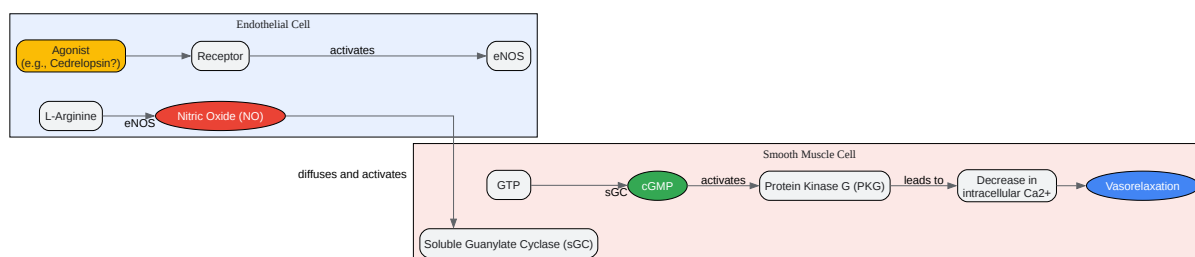 Endothelial Cell
Agonist
(e.g., Cedrelopsin?)
Receptor
activates
eNOS
L-Arginine
eNOS
Nitric Oxide (NO)
diffuses and activates
Smooth Muscle Cell
GTP
sGC
cGMP
activates
Protein Kinase G (PKG)
leads to
Decrease in
intracellular Ca2+
Vasorelaxation
Soluble Guanylate Cyclase (sGC)